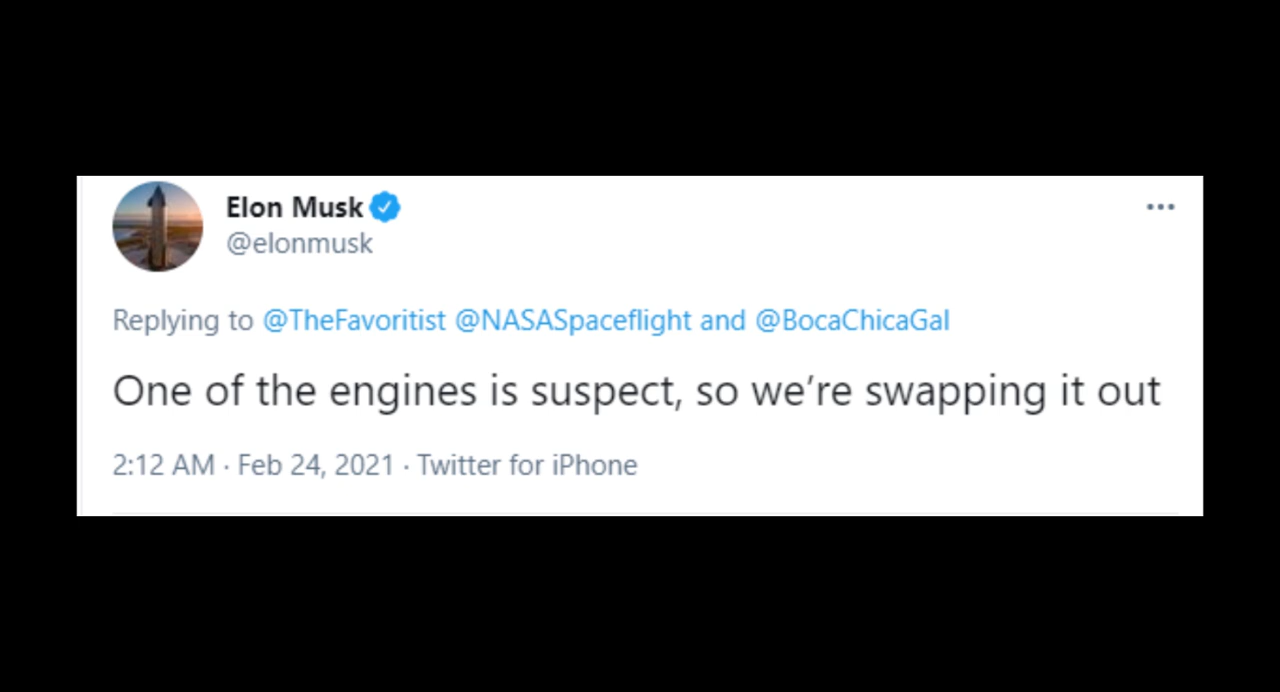 Elon Musk
@elonmusk
Replying to @TheFavoritist @NASASpaceflight and @BocaChicaGal
One of the engines is suspect, so we’re swapping it out
2:12 AM · Feb 24, 2021 · Twitter for iPhone